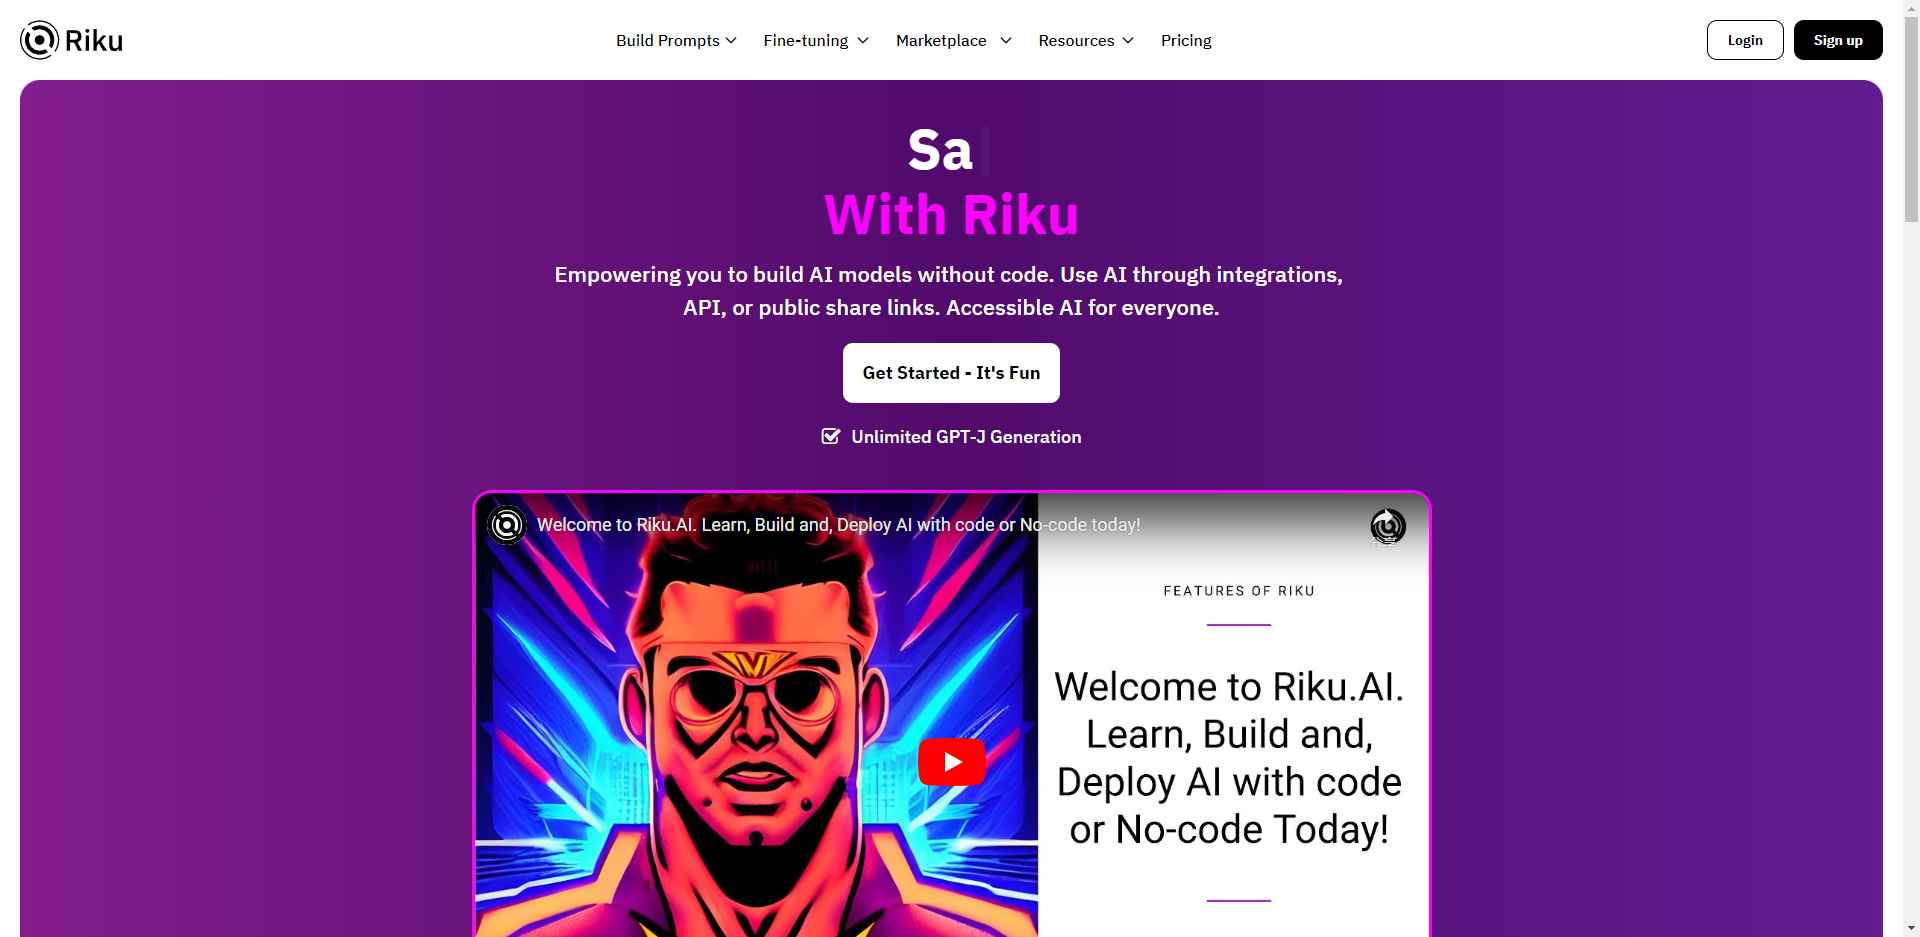 Riku
Build Prompts
Fine-tuning
Marketplace
Resources
Pricing
Login
Sign up
Sa
With Riku
Empowering you to build AI models without code. Use AI through integrations,
API, or public share links. Accessible AI for everyone.
Get Started - It's Fun
Unlimited GPT-J Generation
Welcome to Riku.AI. Learn, Build and, Deploy AI with code or No-code today!
FEATURES OF RIKU
Welcome to Riku.AI.
Learn, Build and,
Deploy AI with code
or No-code Today!